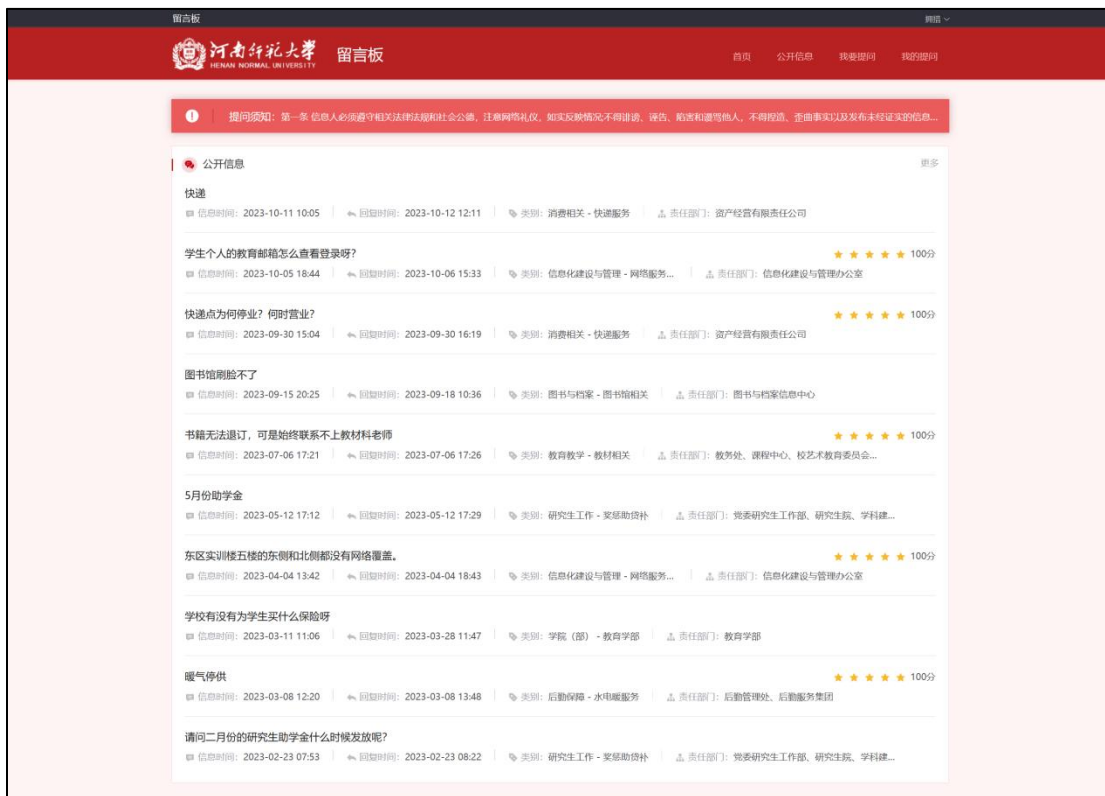 留言板
河南师范大学
HENAN NORMAL UNIVERSITY
留言板
首页 公开信息 我要提问 我的提问
提问须知：第一条 信息人必须遵守相关法律法规和社会公德，注意网络礼仪，如实反映情况不得诽谤、诬告、陷害和谩骂他人，不得捏造、歪曲事实以及发布未经证实的信息...
公开信息 更多
快递
信息时间：2023-10-11 10:05 回复时间：2023-10-12 12:11 类别：消费相关 - 快递服务 责任部门：资产经营有限责任公司
学生个人的教育邮箱怎么查看登录呀？ 100分
信息时间：2023-10-05 18:44 回复时间：2023-10-06 15:33 类别：信息化建设与管理 - 网络服务... 责任部门：信息化建设与管理办公室
快递点为何停业？何时营业？ 100分
信息时间：2023-09-30 15:04 回复时间：2023-09-30 16:19 类别：消费相关 - 快递服务 责任部门：资产经营有限责任公司
图书馆刷脸不了
信息时间：2023-09-15 20:25 回复时间：2023-09-18 10:36 类别：图书与档案 - 图书馆相关 责任部门：图书与档案信息中心
书籍无法退订，可是始终联系不上教材科老师 100分
信息时间：2023-07-06 17:21 回复时间：2023-07-06 17:26 类别：教育教学 - 教材相关 责任部门：教务处、课程中心、校艺术教育委员会...
5月份助学金
信息时间：2023-05-12 17:12 回复时间：2023-05-12 17:29 类别：研究生工作 - 奖惩助贷补 责任部门：党委研究生工作部、研究生院、学科建...
东区实训楼五楼的东侧和北侧都没有网络覆盖。 100分
信息时间：2023-04-04 13:42 回复时间：2023-04-04 18:43 类别：信息化建设与管理 - 网络服务... 责任部门：信息化建设与管理办公室
学校有没有为学生买什么保险呀
信息时间：2023-03-11 11:06 回复时间：2023-03-28 11:47 类别：学院（部） - 教育学部 责任部门：教育学部
暖气停供 100分
信息时间：2023-03-08 12:20 回复时间：2023-03-08 13:48 类别：后勤保障 - 水电暖服务 责任部门：后勤管理处、后勤服务集团
请问二月份的研究生助学金什么时候发放呢？
信息时间：2023-02-23 07:53 回复时间：2023-02-23 08:22 类别：研究生工作 - 奖惩助贷补 责任部门：党委研究生工作部、研究生院、学科建...